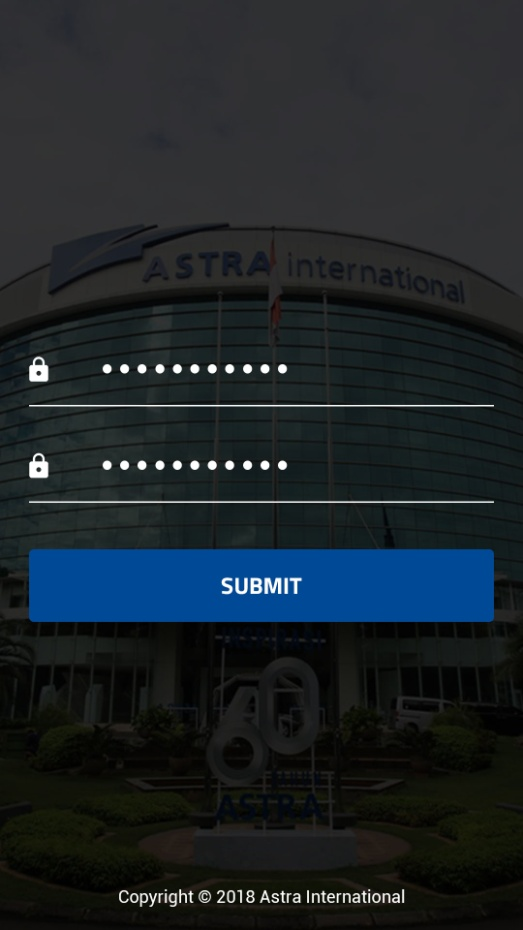 ASTRA international
•••••••••••
•••••••••••
SUBMIT
60
ASTRA
Copyright © 2018 Astra International